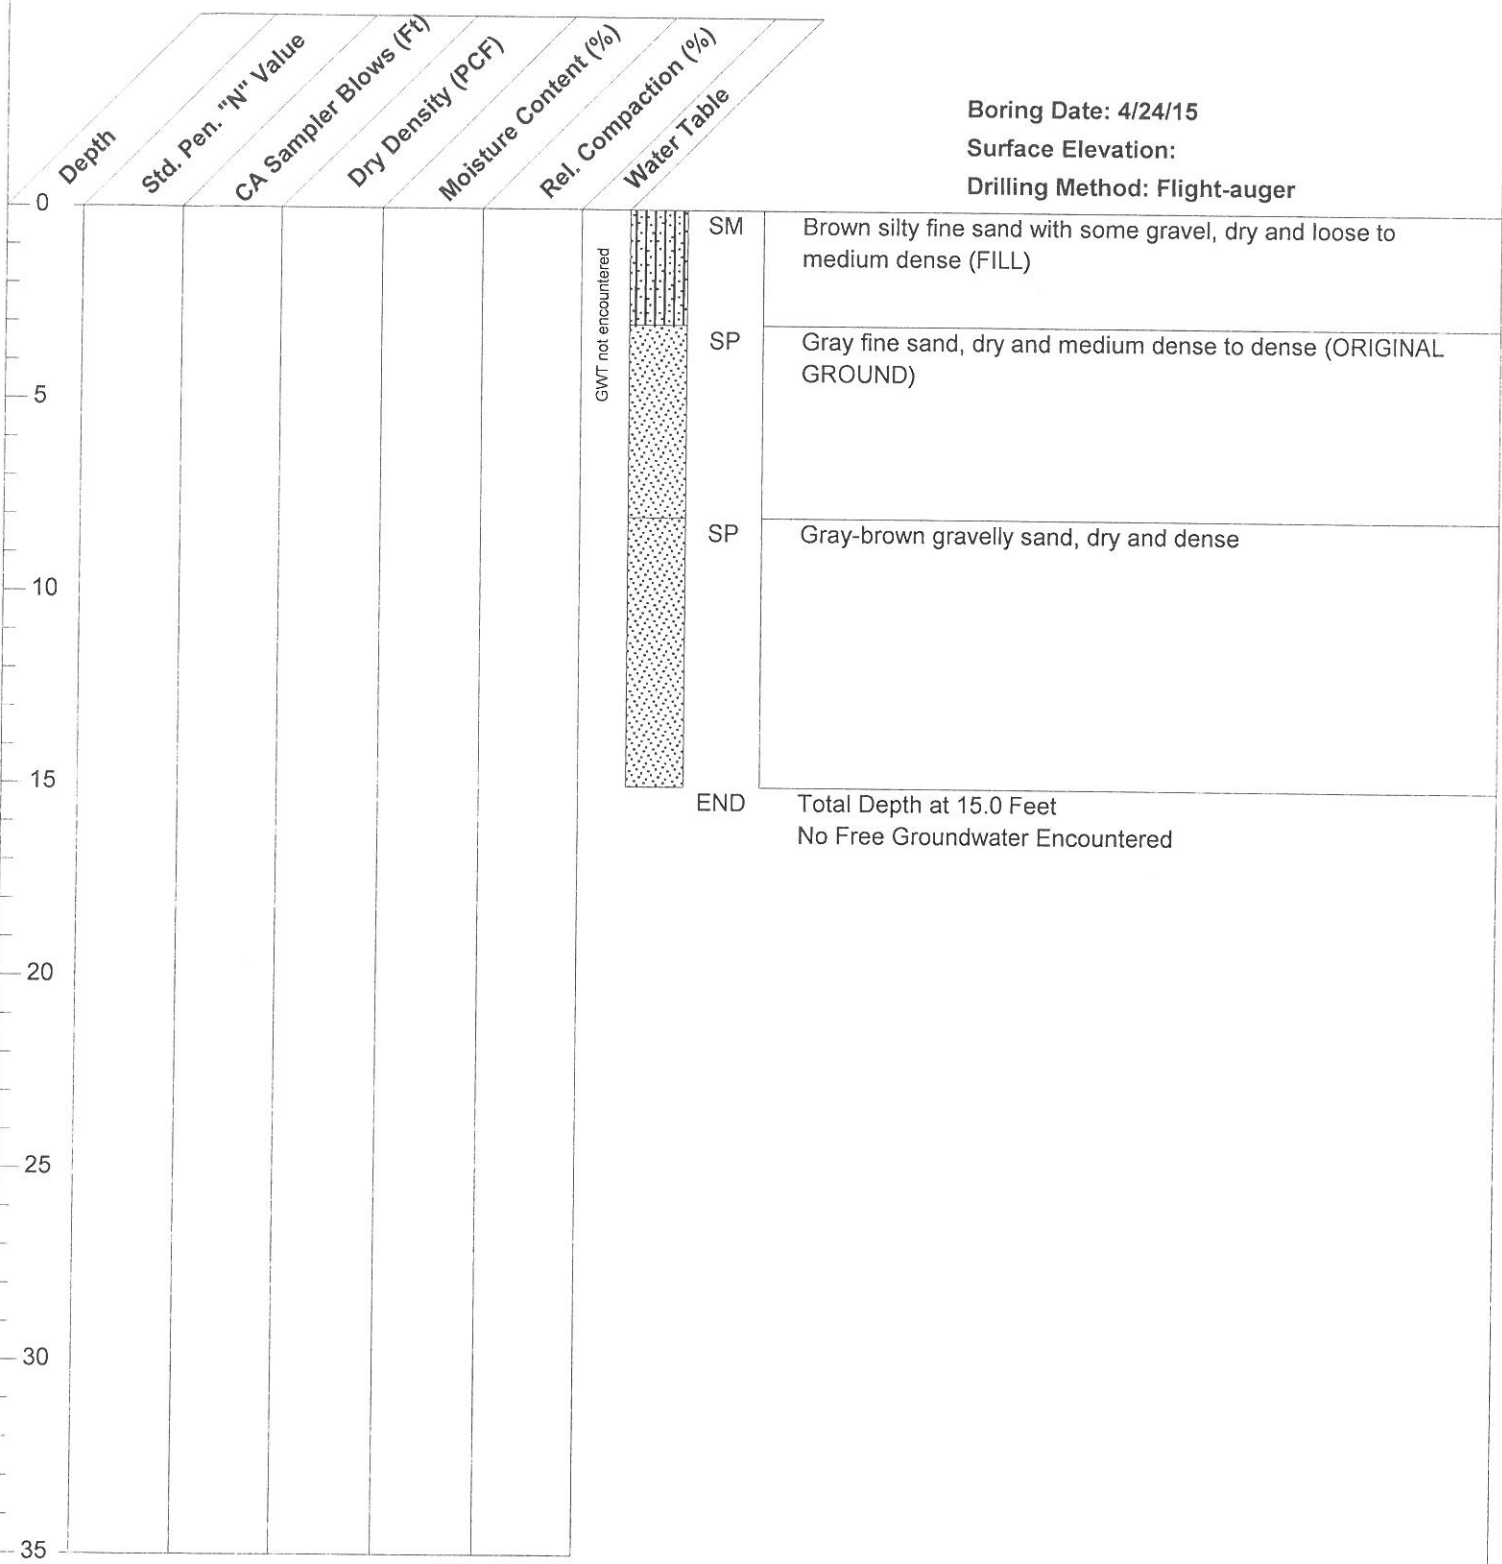 Depth
Std. Pen. "N" Value
CA Sampler Blows (Ft)
Dry Density (PCF)
Moisture Content (%)
Rel. Compaction (%)
Water Table
Boring Date: 4/24/15
Surface Elevation:
Drilling Method: Flight-auger
0
GWT not encountered
SM
Brown silty fine sand with some gravel, dry and loose to
medium dense (FILL)
SP
Gray fine sand, dry and medium dense to dense (ORIGINAL
GROUND)
5
SP
Gray-brown gravelly sand, dry and dense
10
15
END
Total Depth at 15.0 Feet
No Free Groundwater Encountered
20
25
30
35